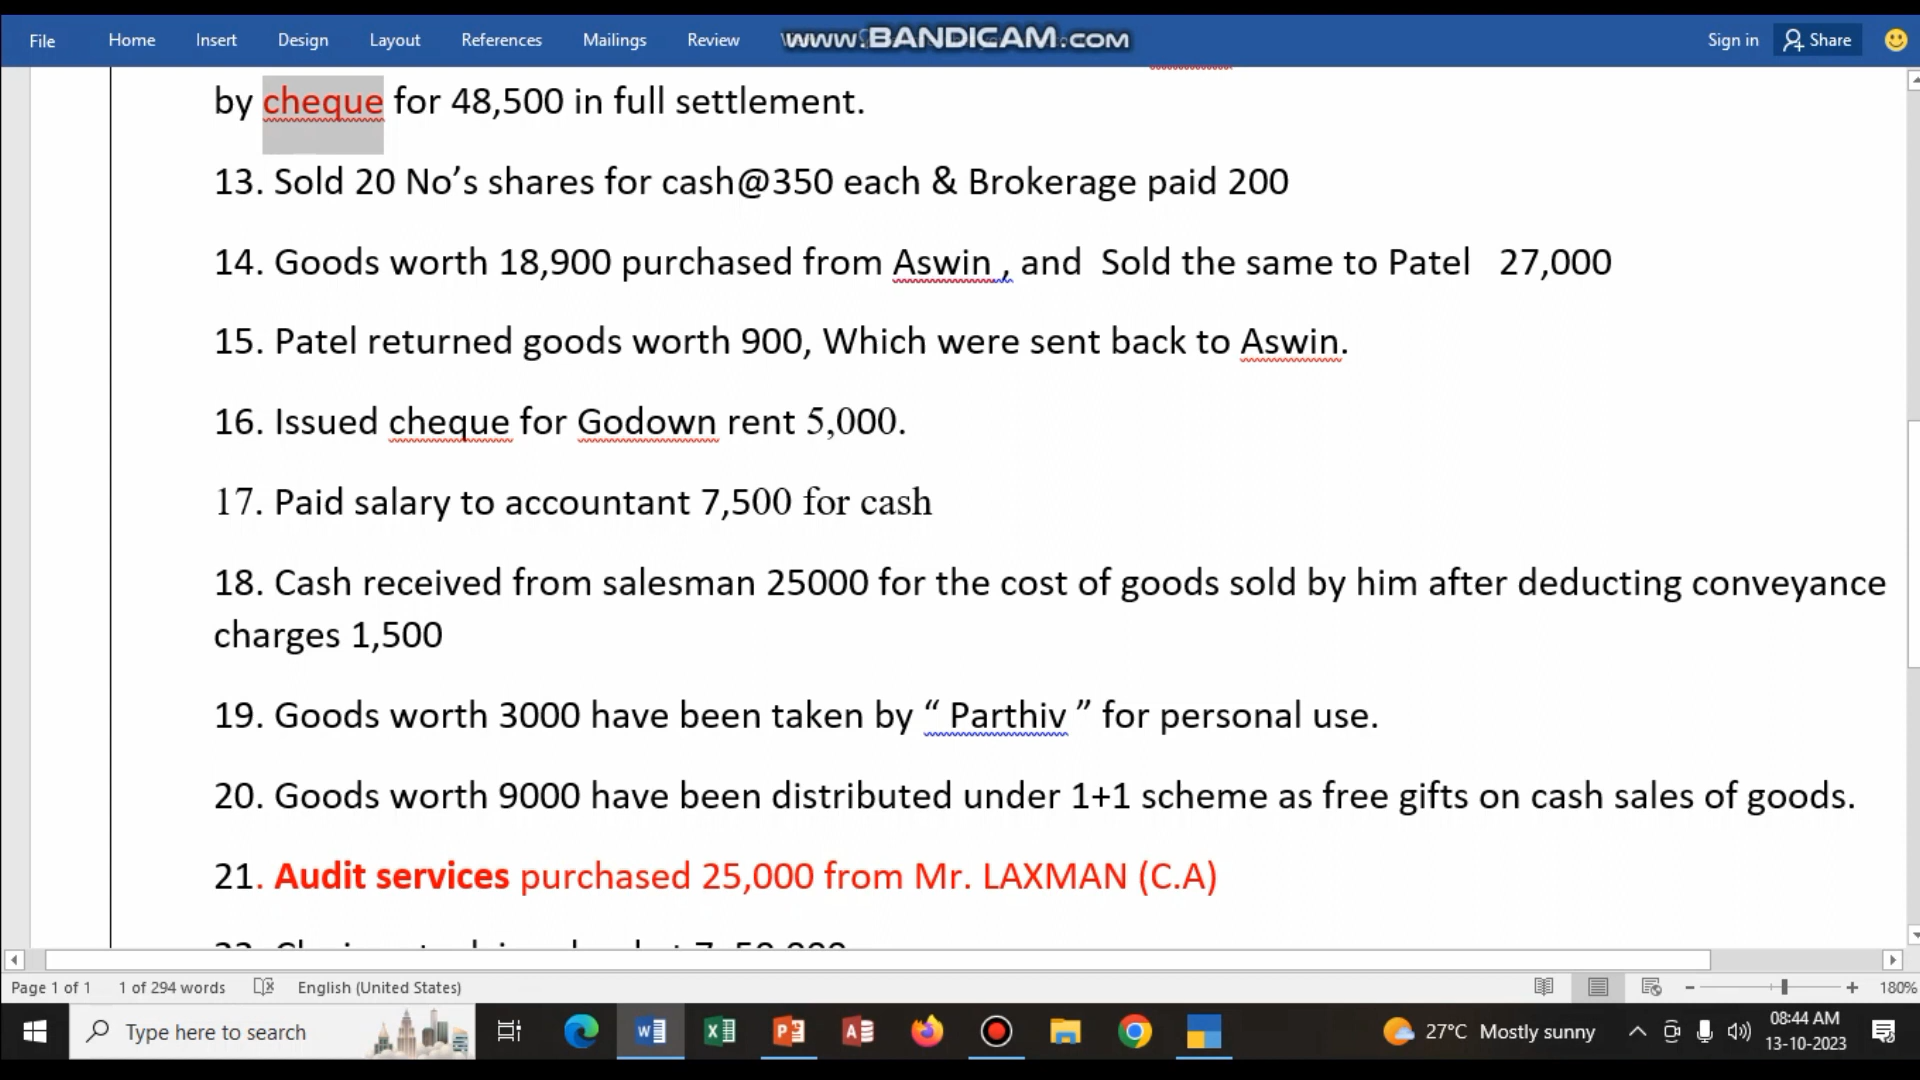 File Home Insert Design Layout References Mailings Review www.BANDICAM.com Sign in Share
by cheque for 48,500 in full settlement.
13. Sold 20 No’s shares for cash@350 each & Brokerage paid 200
14. Goods worth 18,900 purchased from Aswin , and Sold the same to Patel 27,000
15. Patel returned goods worth 900, Which were sent back to Aswin.
16. Issued cheque for Godown rent 5,000.
17. Paid salary to accountant 7,500 for cash
18. Cash received from salesman 25000 for the cost of goods sold by him after deducting conveyance
charges 1,500
19. Goods worth 3000 have been taken by “ Parthiv ” for personal use.
20. Goods worth 9000 have been distributed under 1+1 scheme as free gifts on cash sales of goods.
21. Audit services purchased 25,000 from Mr. LAXMAN (C.A)
Page 1 of 1 1 of 294 words English (United States) 180%
Type here to search 27°C Mostly sunny 08:44 AM
13-10-2023